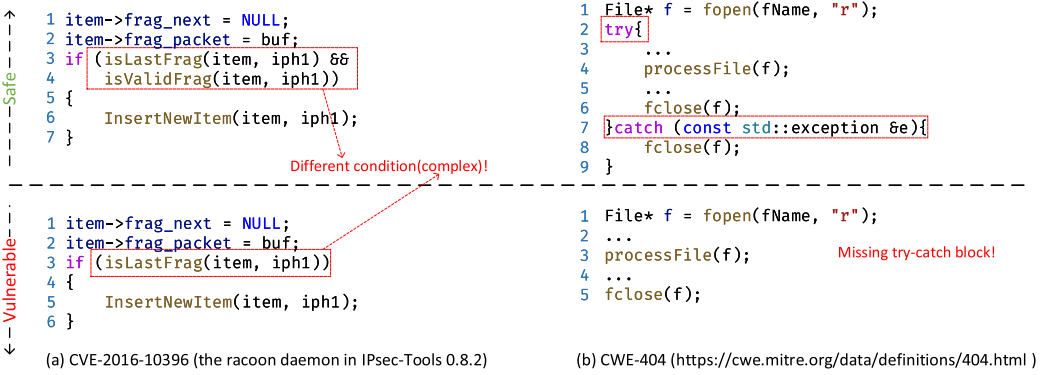 Safe
1 item->frag_next = NULL;
2 item->frag_packet = buf;
3 if (isLastFrag(item, iph1) &&
4 isValidFrag(item, iph1))
5 {
6 InsertNewItem(item, iph1);
7 }
1 File* f = fopen(fName, "r");
2 try{
3 ...
4 processFile(f);
5 ...
6 fclose(f);
7 }catch (const std::exception &e){
8 fclose(f);
9 }
Different condition(complex)!
Vulnerable
1 item->frag_next = NULL;
2 item->frag_packet = buf;
3 if (isLastFrag(item, iph1))
4 {
5 InsertNewItem(item, iph1);
6 }
1 File* f = fopen(fName, "r");
2 ...
3 processFile(f);
4 ...
5 fclose(f);
Missing try-catch block!
(a) CVE-2016-10396 (the racoon daemon in IPsec-Tools 0.8.2)
(b) CWE-404 (https://cwe.mitre.org/data/definitions/404.html )